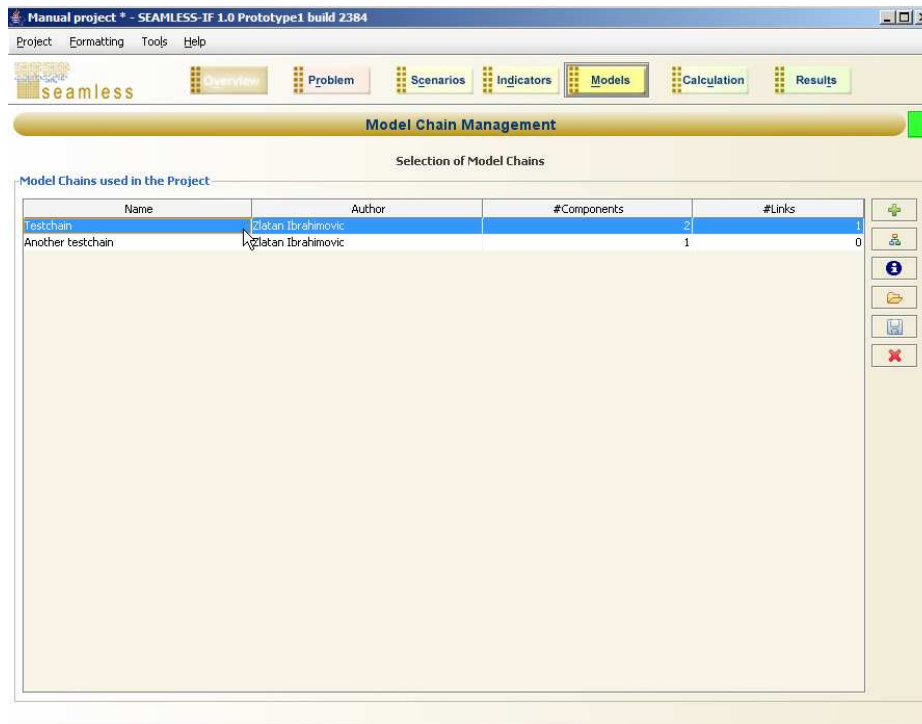 Manual project * - SEAMLESS-IF 1.0 Prototype1 build 2384
Project Formatting Tools Help
seamless Overview Problem Scenarios Indicators Models Calculation Results
Model Chain Management
Selection of Model Chains
Model Chains used in the Project
Name Author #Components #Links
Testchain Zlatan Ibrahimovic 2 1
Another testchain Zlatan Ibrahimovic 1 0